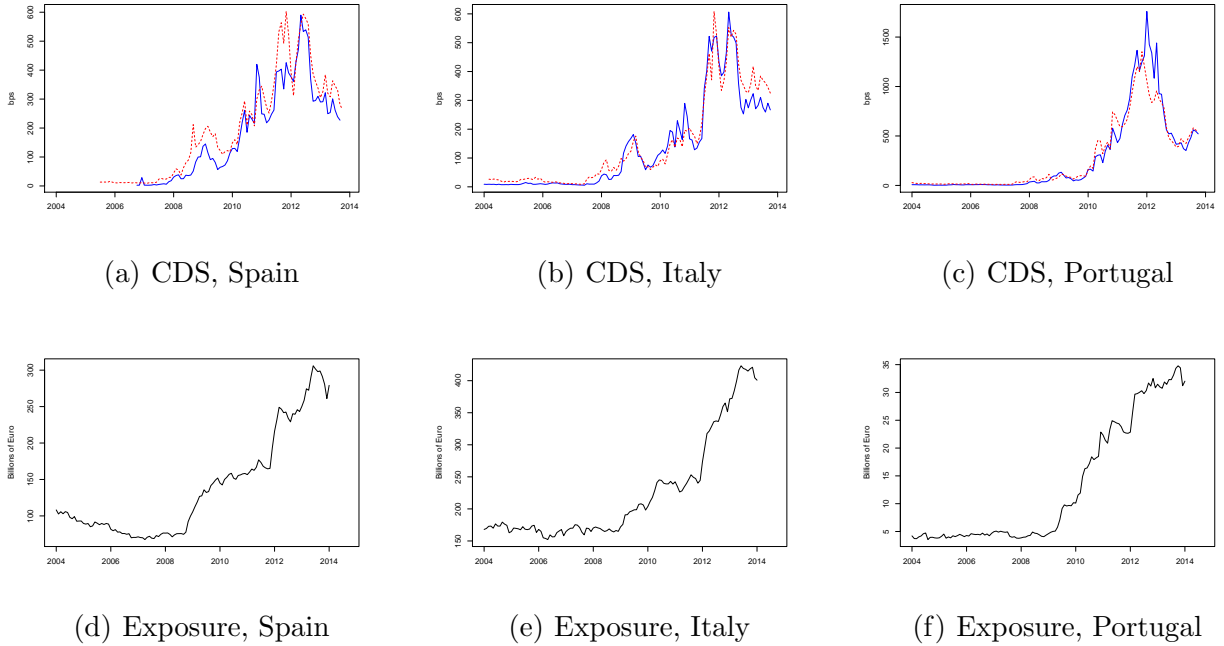 bps
600
500
400
300
200
100
0
2004 2006 2008 2010 2012 2014
(a) CDS, Spain
bps
600
500
400
300
200
100
0
2004 2006 2008 2010 2012 2014
(b) CDS, Italy
bps
1500
1000
500
0
2004 2006 2008 2010 2012 2014
(c) CDS, Portugal
Billions of Euro
300
250
200
150
100
2004 2006 2008 2010 2012 2014
(d) Exposure, Spain
Billions of Euro
400
350
300
250
200
150
2004 2006 2008 2010 2012 2014
(e) Exposure, Italy
Billions of Euro
35
30
25
20
15
10
5
2004 2006 2008 2010 2012 2014
(f) Exposure, Portugal